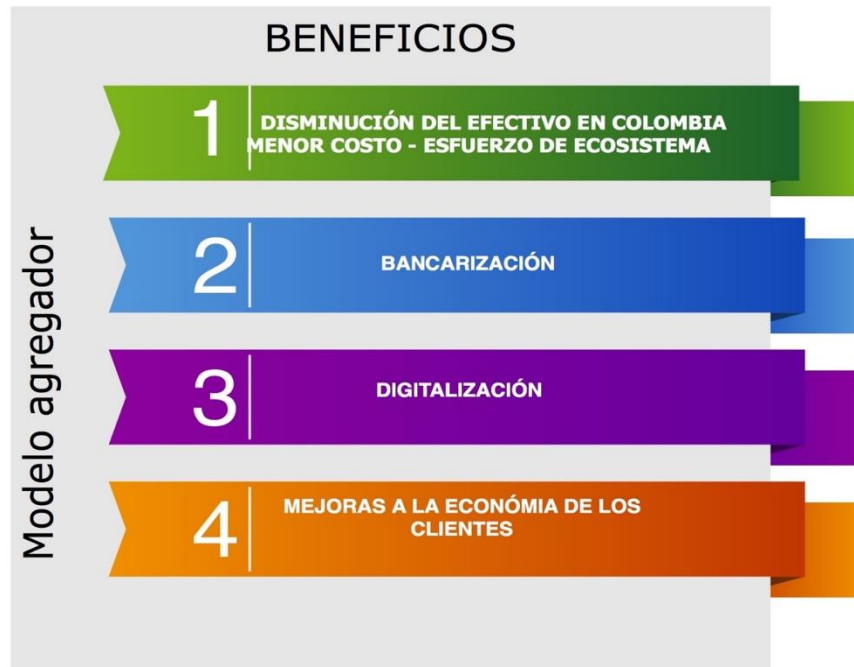 BENEFICIOS
Modelo agregador
1
DISMINUCIÓN DEL EFECTIVO EN COLOMBIA
MENOR COSTO - ESFUERZO DE ECOSISTEMA
2
BANCARIZACIÓN
3
DIGITALIZACIÓN
4
MEJORAS A LA ECONÓMIA DE LOS
CLIENTES